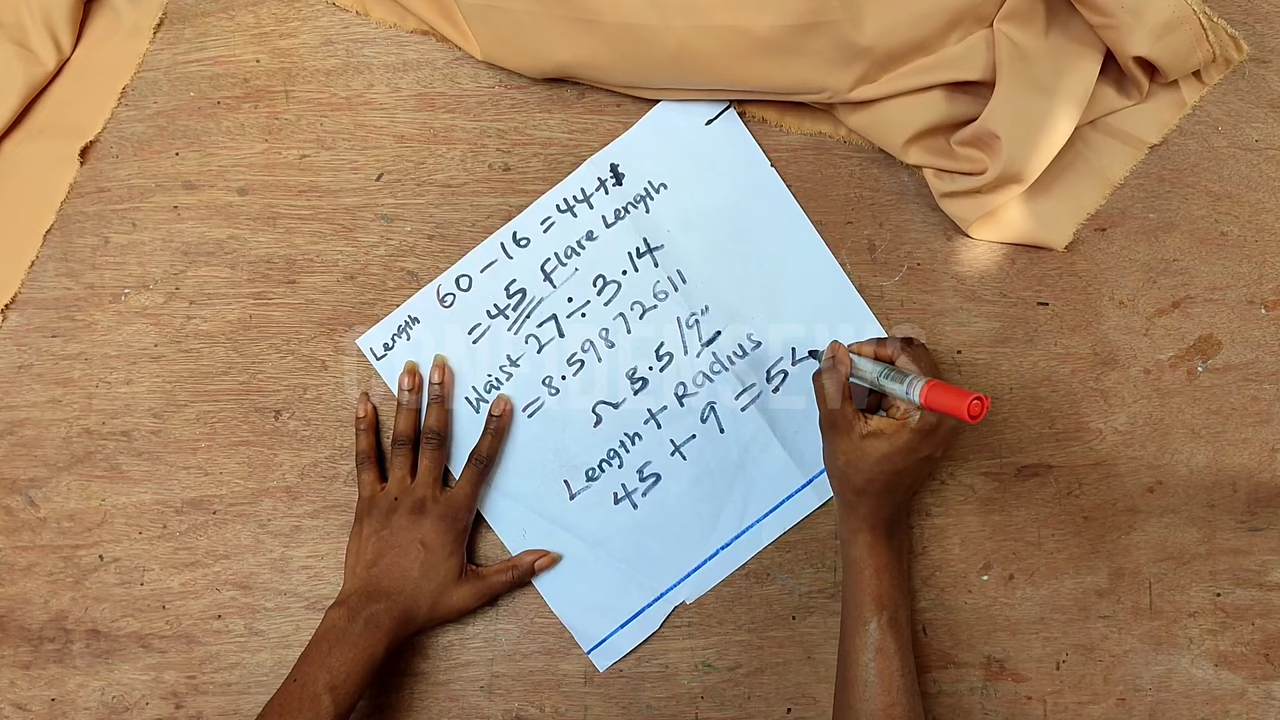 Length 60-16=44+1
=45 Flare Length
Waist 27÷3.14
=8.59872611
≈ 8.5/9"
Length + Radius
45 + 9 = 54